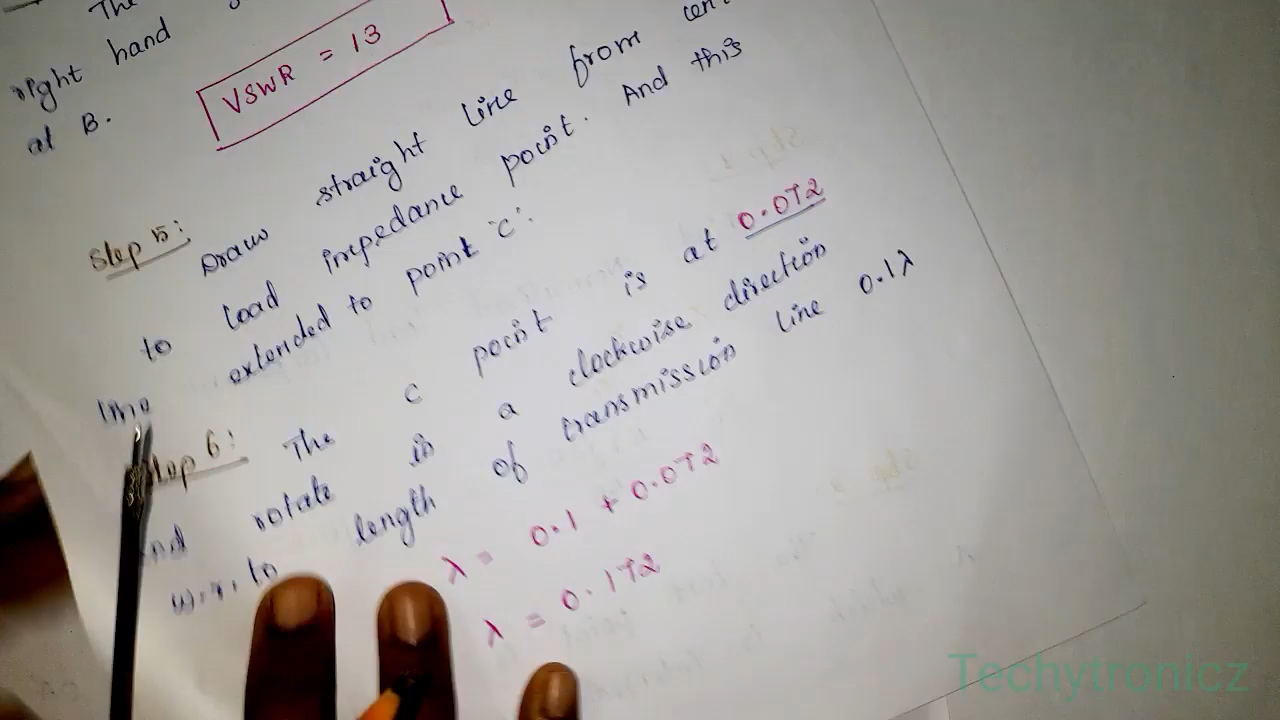 The
right hand
at B.
VSWR = 13
Step 5:
Draw straight line from
to load impedance point. And this
line extended to point 'c'.
Step 6: The c point is at 0.072
and rotate in a clockwise direction
w.r.to length of transmission line 0.1λ
λ = 0.1 + 0.072
λ = 0.172
Techytronicz